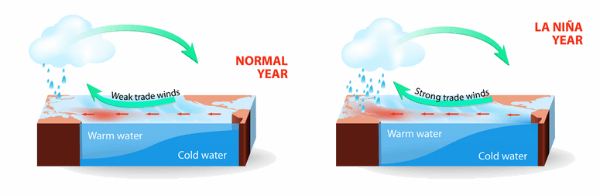 NORMAL
YEAR
Weak trade winds
Warm water
Cold water
LA NIÑA
YEAR
Strong trade winds
Warm water
Cold water